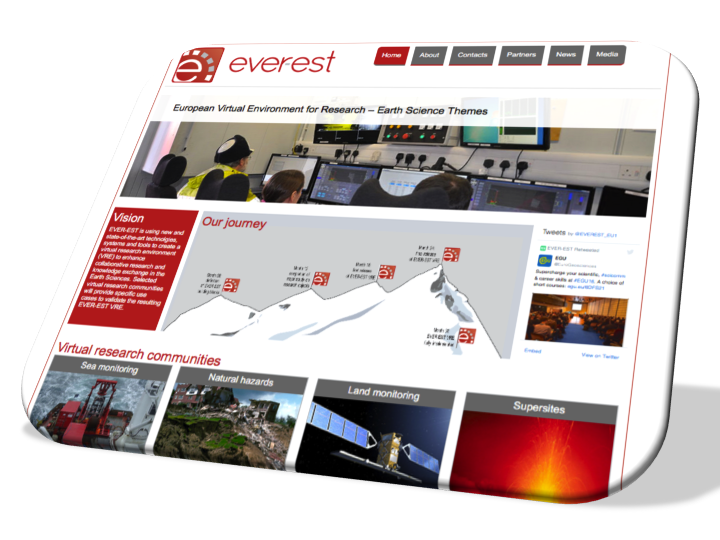 e everest
Home About Contacts Partners News Media
European Virtual Environment for Research – Earth Science Themes
Vision
EVER-EST is using new and
state-of-the-art technolgies,
systems and tools to create a
virtual research environment
(VRE) to enhance
collaborative research and
knowledge exchange in the
Earth Sciences. Selected
virtual research communities
will provide specific use
cases to validate the resulting
EVER-EST VRE.
Our journey
Tweets by @EVEREST_EU1
EVER-EST Retweeted
EGU
Supercharge your scientific,
& career skills at #EGU16. A choice of
short courses:
Embed View on Twitter
Virtual research communities
Sea monitoring
Natural hazards
Land monitoring
Supersites